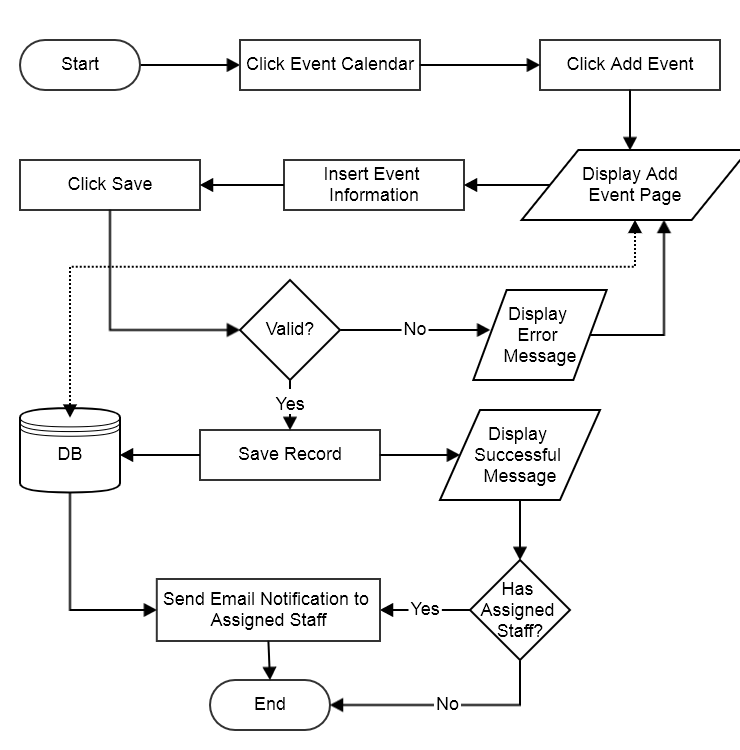 Start
Click Event Calendar
Click Add Event
Click Save
Insert Event
Information
Display Add
Event Page
Valid?
No
Display
Error
Message
Yes
DB
Save Record
Display
Successful
Message
Send Email Notification to
Assigned Staff
Yes
Has
Assigned
Staff?
End
No